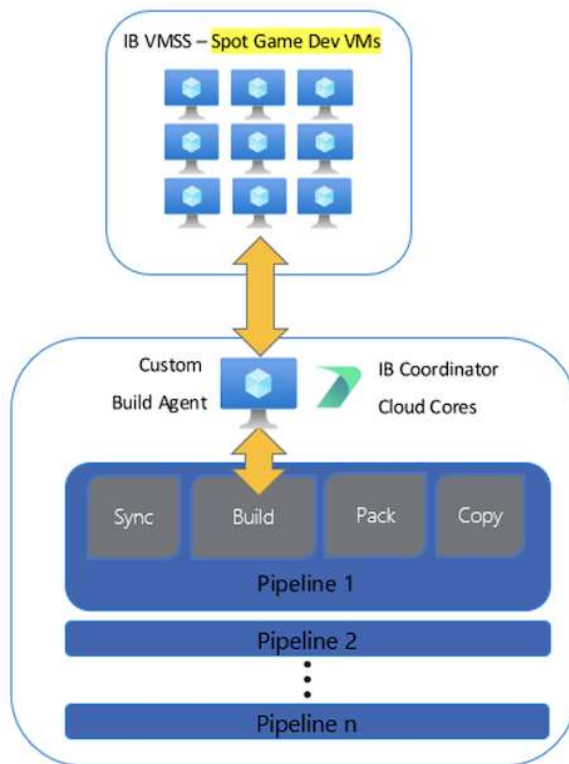 IB VMSS – Spot Game Dev VMs
Custom
Build Agent
IB Coordinator
Cloud Cores
Sync
Build
Pack
Copy
Pipeline 1
Pipeline 2
Pipeline n